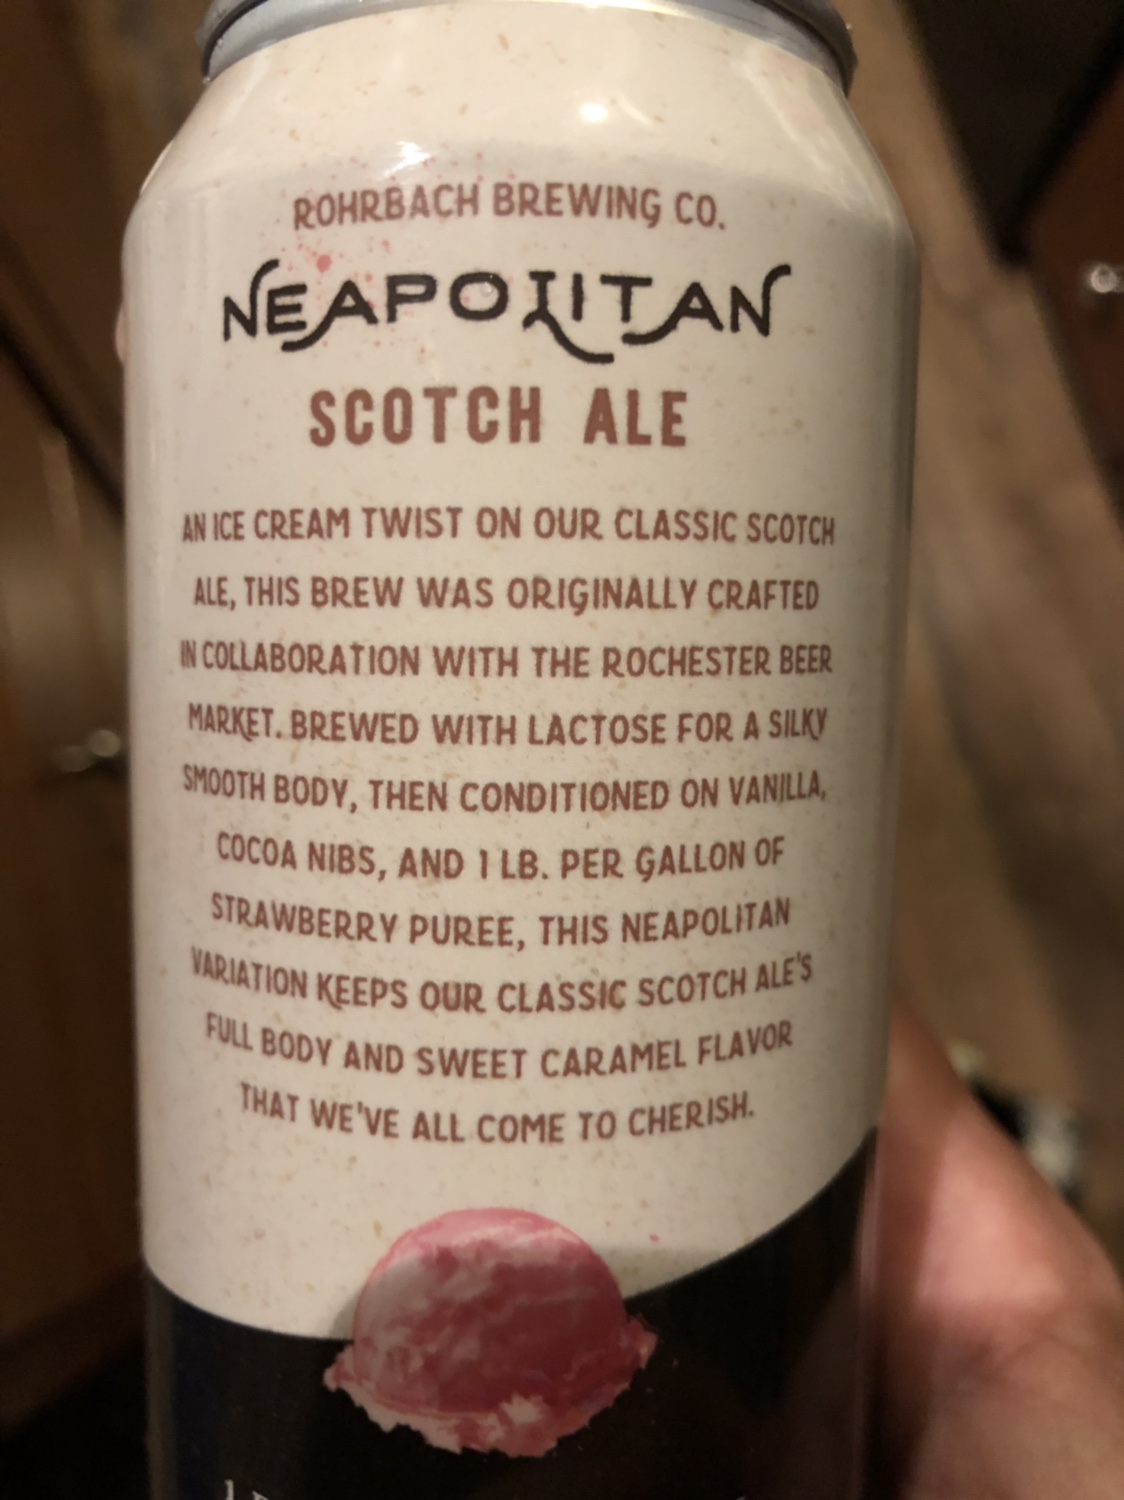 ROHRBACH BREWING CO.
NEAPOLITAN
SCOTCH ALE
AN ICE CREAM TWIST ON OUR CLASSIC SCOTCH
ALE, THIS BREW WAS ORIGINALLY CRAFTED
IN COLLABORATION WITH THE ROCHESTER BEER
MARKET. BREWED WITH LACTOSE FOR A SILKY
SMOOTH BODY, THEN CONDITIONED ON VANILLA,
COCOA NIBS, AND 1 LB. PER GALLON OF
STRAWBERRY PUREE, THIS NEAPOLITAN
VARIATION KEEPS OUR CLASSIC SCOTCH ALE'S
FULL BODY AND SWEET CARAMEL FLAVOR
THAT WE'VE ALL COME TO CHERISH.